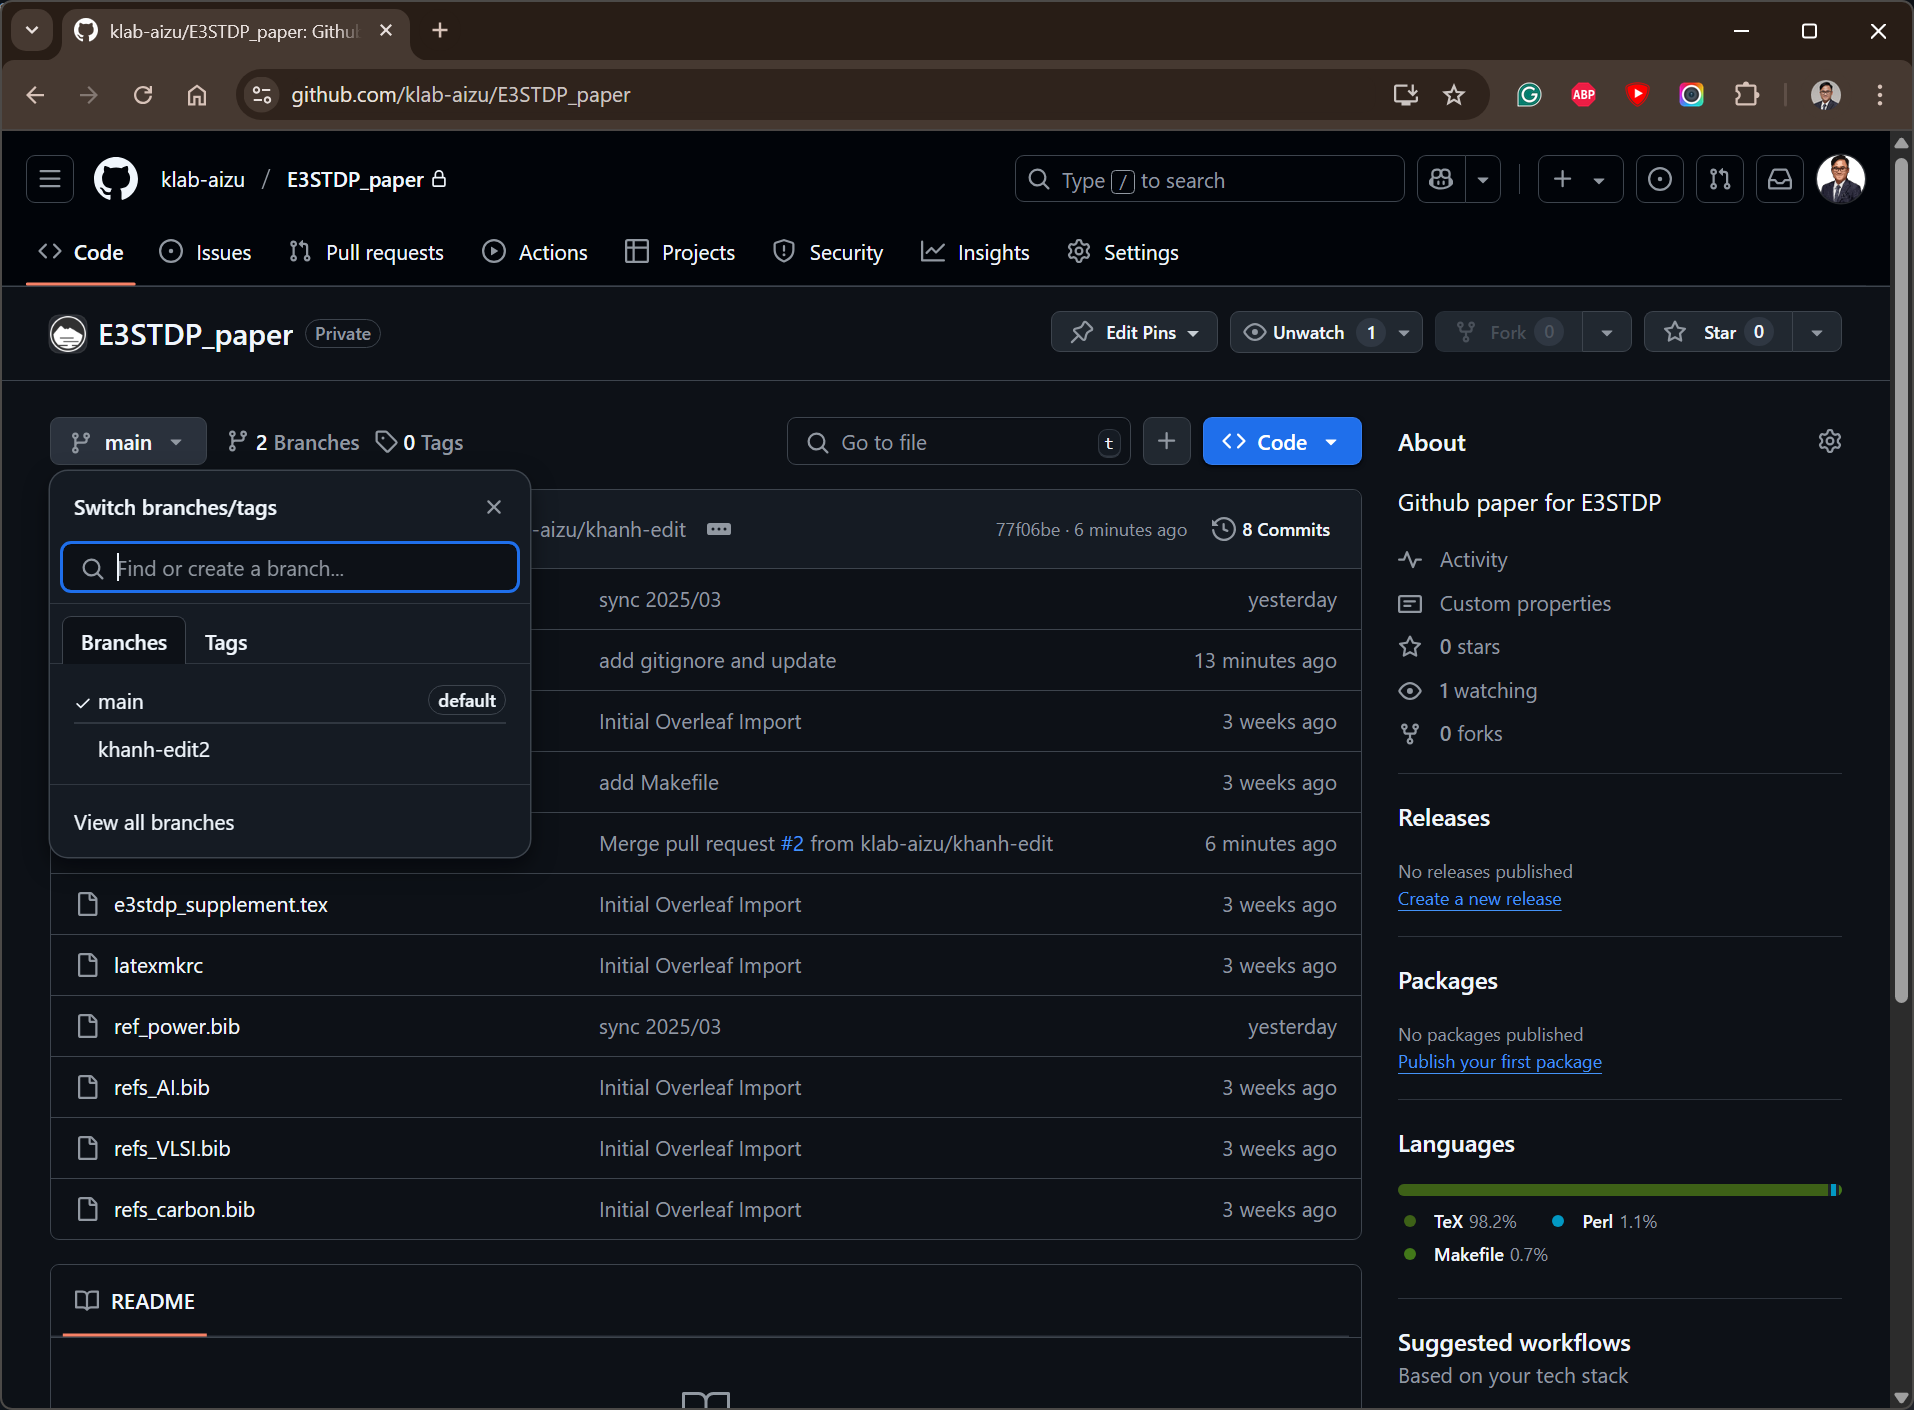 klab-aizu/E3STDP_paper: Githu
github.com/klab-aizu/E3STDP_paper
ABP
klab-aizu / E3STDP_paper
Type / to search
Code
Issues
Pull requests
Actions
Projects
Security
Insights
Settings
E3STDP_paper Private
Edit Pins
Unwatch 1
Fork 0
Star 0
main
2 Branches
0 Tags
Go to file t
Code
Switch branches/tags
Find or create a branch...
Branches
Tags
main default
khanh-edit2
View all branches
-aizu/khanh-edit
77f06be · 6 minutes ago
8 Commits
sync 2025/03 yesterday
add gitignore and update 13 minutes ago
Initial Overleaf Import 3 weeks ago
add Makefile 3 weeks ago
Merge pull request #2 from klab-aizu/khanh-edit 6 minutes ago
e3stdp_supplement.tex Initial Overleaf Import 3 weeks ago
latexmkrc Initial Overleaf Import 3 weeks ago
ref_power.bib sync 2025/03 yesterday
refs_AI.bib Initial Overleaf Import 3 weeks ago
refs_VLSI.bib Initial Overleaf Import 3 weeks ago
refs_carbon.bib Initial Overleaf Import 3 weeks ago
README
About
Github paper for E3STDP
Activity
Custom properties
0 stars
1 watching
0 forks
Releases
No releases published
Create a new release
Packages
No packages published
Publish your first package
Languages
TeX 98.2% Perl 1.1%
Makefile 0.7%
Suggested workflows
Based on your tech stack